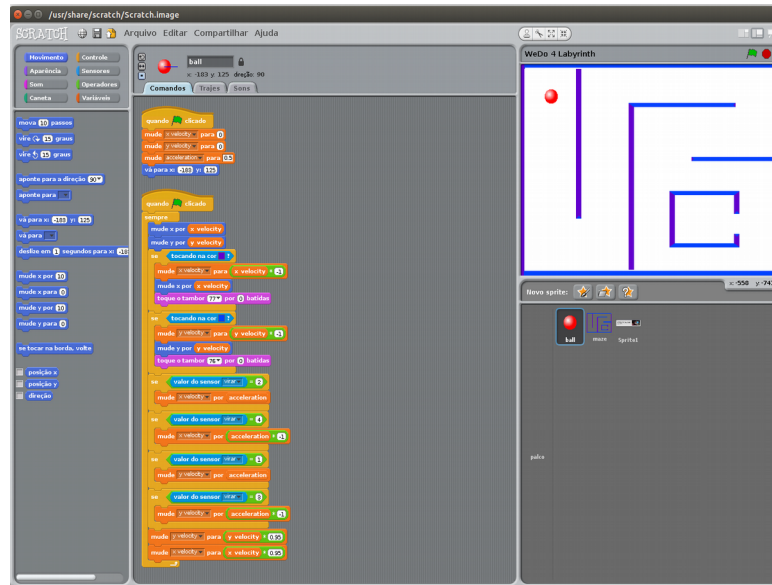 /usr/share/scratch/Scratch.image
SCRATCH Arquivo Editar Compartilhar Ajuda
Movimento Controle
Aparência Sensores
Som Operadores
Caneta Variáveis
mova 10 passos
vire 15 graus
vire 15 graus
aponte para a direção 90
aponte para
vá para x: -183 y: 125
vá para
deslize em 1 segundos para x: -18
mude x por 10
mude x para 0
mude y por 10
mude y para 0
se tocar na borda, volte
posição x
posição y
direção
ball
x: -183 y: 125 direção: 90
Comandos Trajes Sons
quando clicado
mude x velocity para 0
mude y velocity para 0
mude acceleration para 0.5
vá para x: -183 y: 125
quando clicado
sempre
mude x por x velocity
mude y por y velocity
se tocando na cor ?
mude x velocity para x velocity * -1
mude x por x velocity
toque o tambor 77 por 0 batidas
se tocando na cor ?
mude y velocity para y velocity * -1
mude y por y velocity
toque o tambor 76 por 0 batidas
se valor do sensor virar = 2
mude x velocity por acceleration
se valor do sensor virar = 4
mude x velocity por acceleration * -1
se valor do sensor virar = 1
mude y velocity por acceleration
se valor do sensor virar = 3
mude y velocity por acceleration * -1
mude y velocity para y velocity * 0.95
mude x velocity para x velocity * 0.95
WeDo 4 Labyrinth
Novo sprite:
ball muro Sprite1
palco